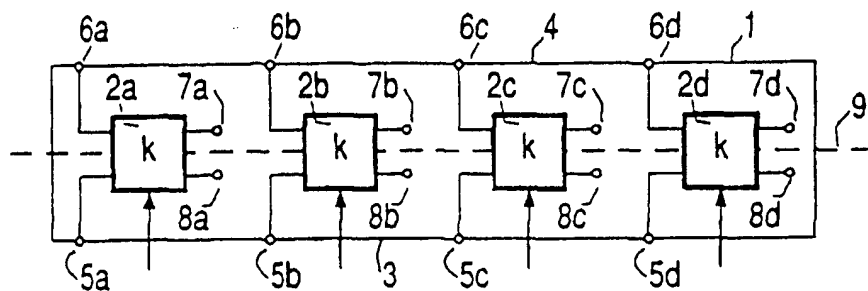 6a 6b 6c 4 6d 1
2a 7a 2b 7b 2c 7c 2d 7d 9
k k k k
8a 8b 8c 8d
5a 5b 3 5c 5d